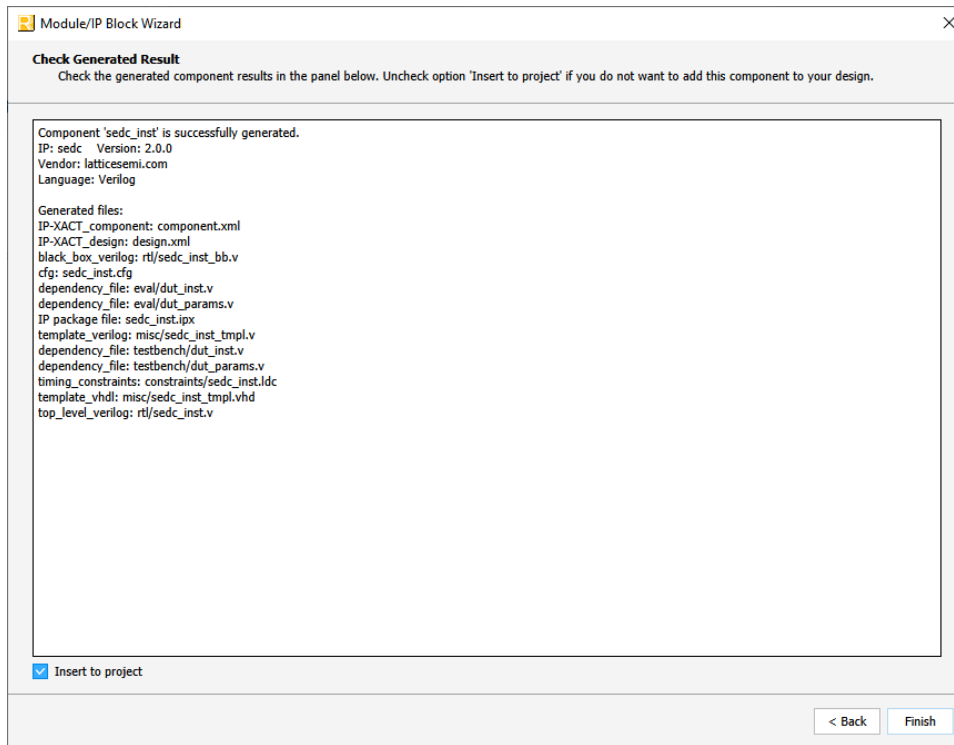 Module/IP Block Wizard
Check Generated Result
Check the generated component results in the panel below. Uncheck option 'Insert to project' if you do not want to add this component to your design.
Component 'sedc_inst' is successfully generated.
IP: sedc    Version: 2.0.0
Vendor: latticesemi.com
Language: Verilog
Generated files:
IP-XACT_component: component.xml
IP-XACT_design: design.xml
black_box_verilog: rtl/sedc_inst_bb.v
cfg: sedc_inst.cfg
dependency_file: eval/dut_inst.v
dependency_file: eval/dut_params.v
IP package file: sedc_inst.ipx
template_verilog: misc/sedc_inst_tmpl.v
dependency_file: testbench/dut_inst.v
dependency_file: testbench/dut_params.v
timing_constraints: constraints/sedc_inst.ldc
template_vhdl: misc/sedc_inst_tmpl.vhd
top_level_verilog: rtl/sedc_inst.v
Insert to project
< Back
Finish